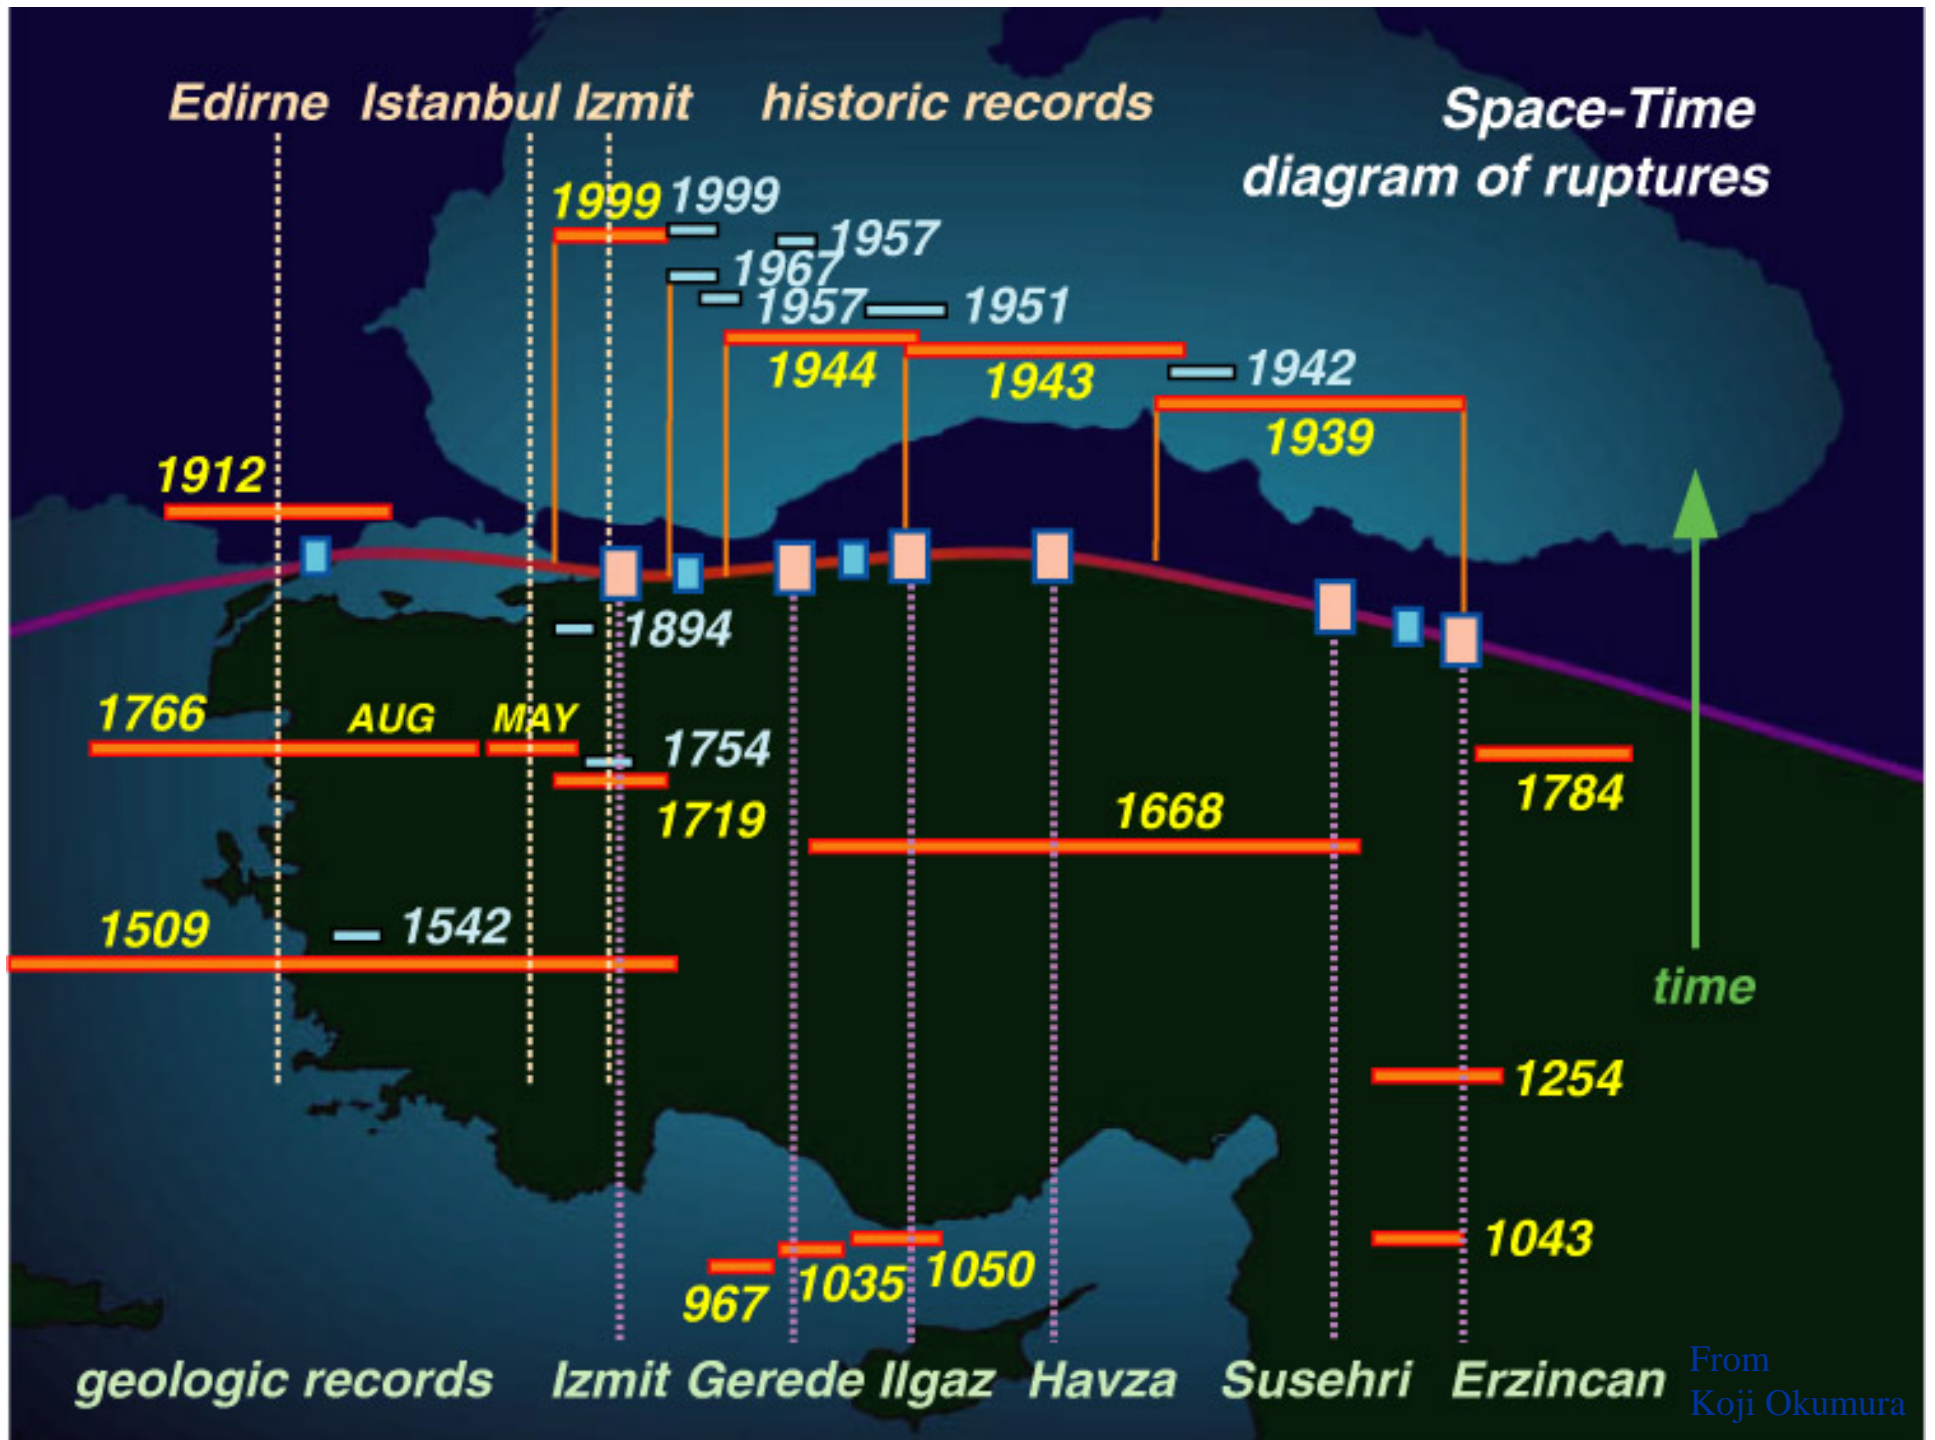 Edirne Istanbul Izmit historic records
Space-Time
diagram of ruptures
1999 1999
1957
1967
1957 1951
1944 1943
1942
1939
1912
1894
1766 AUG MAY
1754
1719
1784
1668
1509 1542
time
1254
1043
1050
1035
967
geologic records Izmit Gerede Ilgaz Havza Susehri Erzincan
From
Koji Okumura